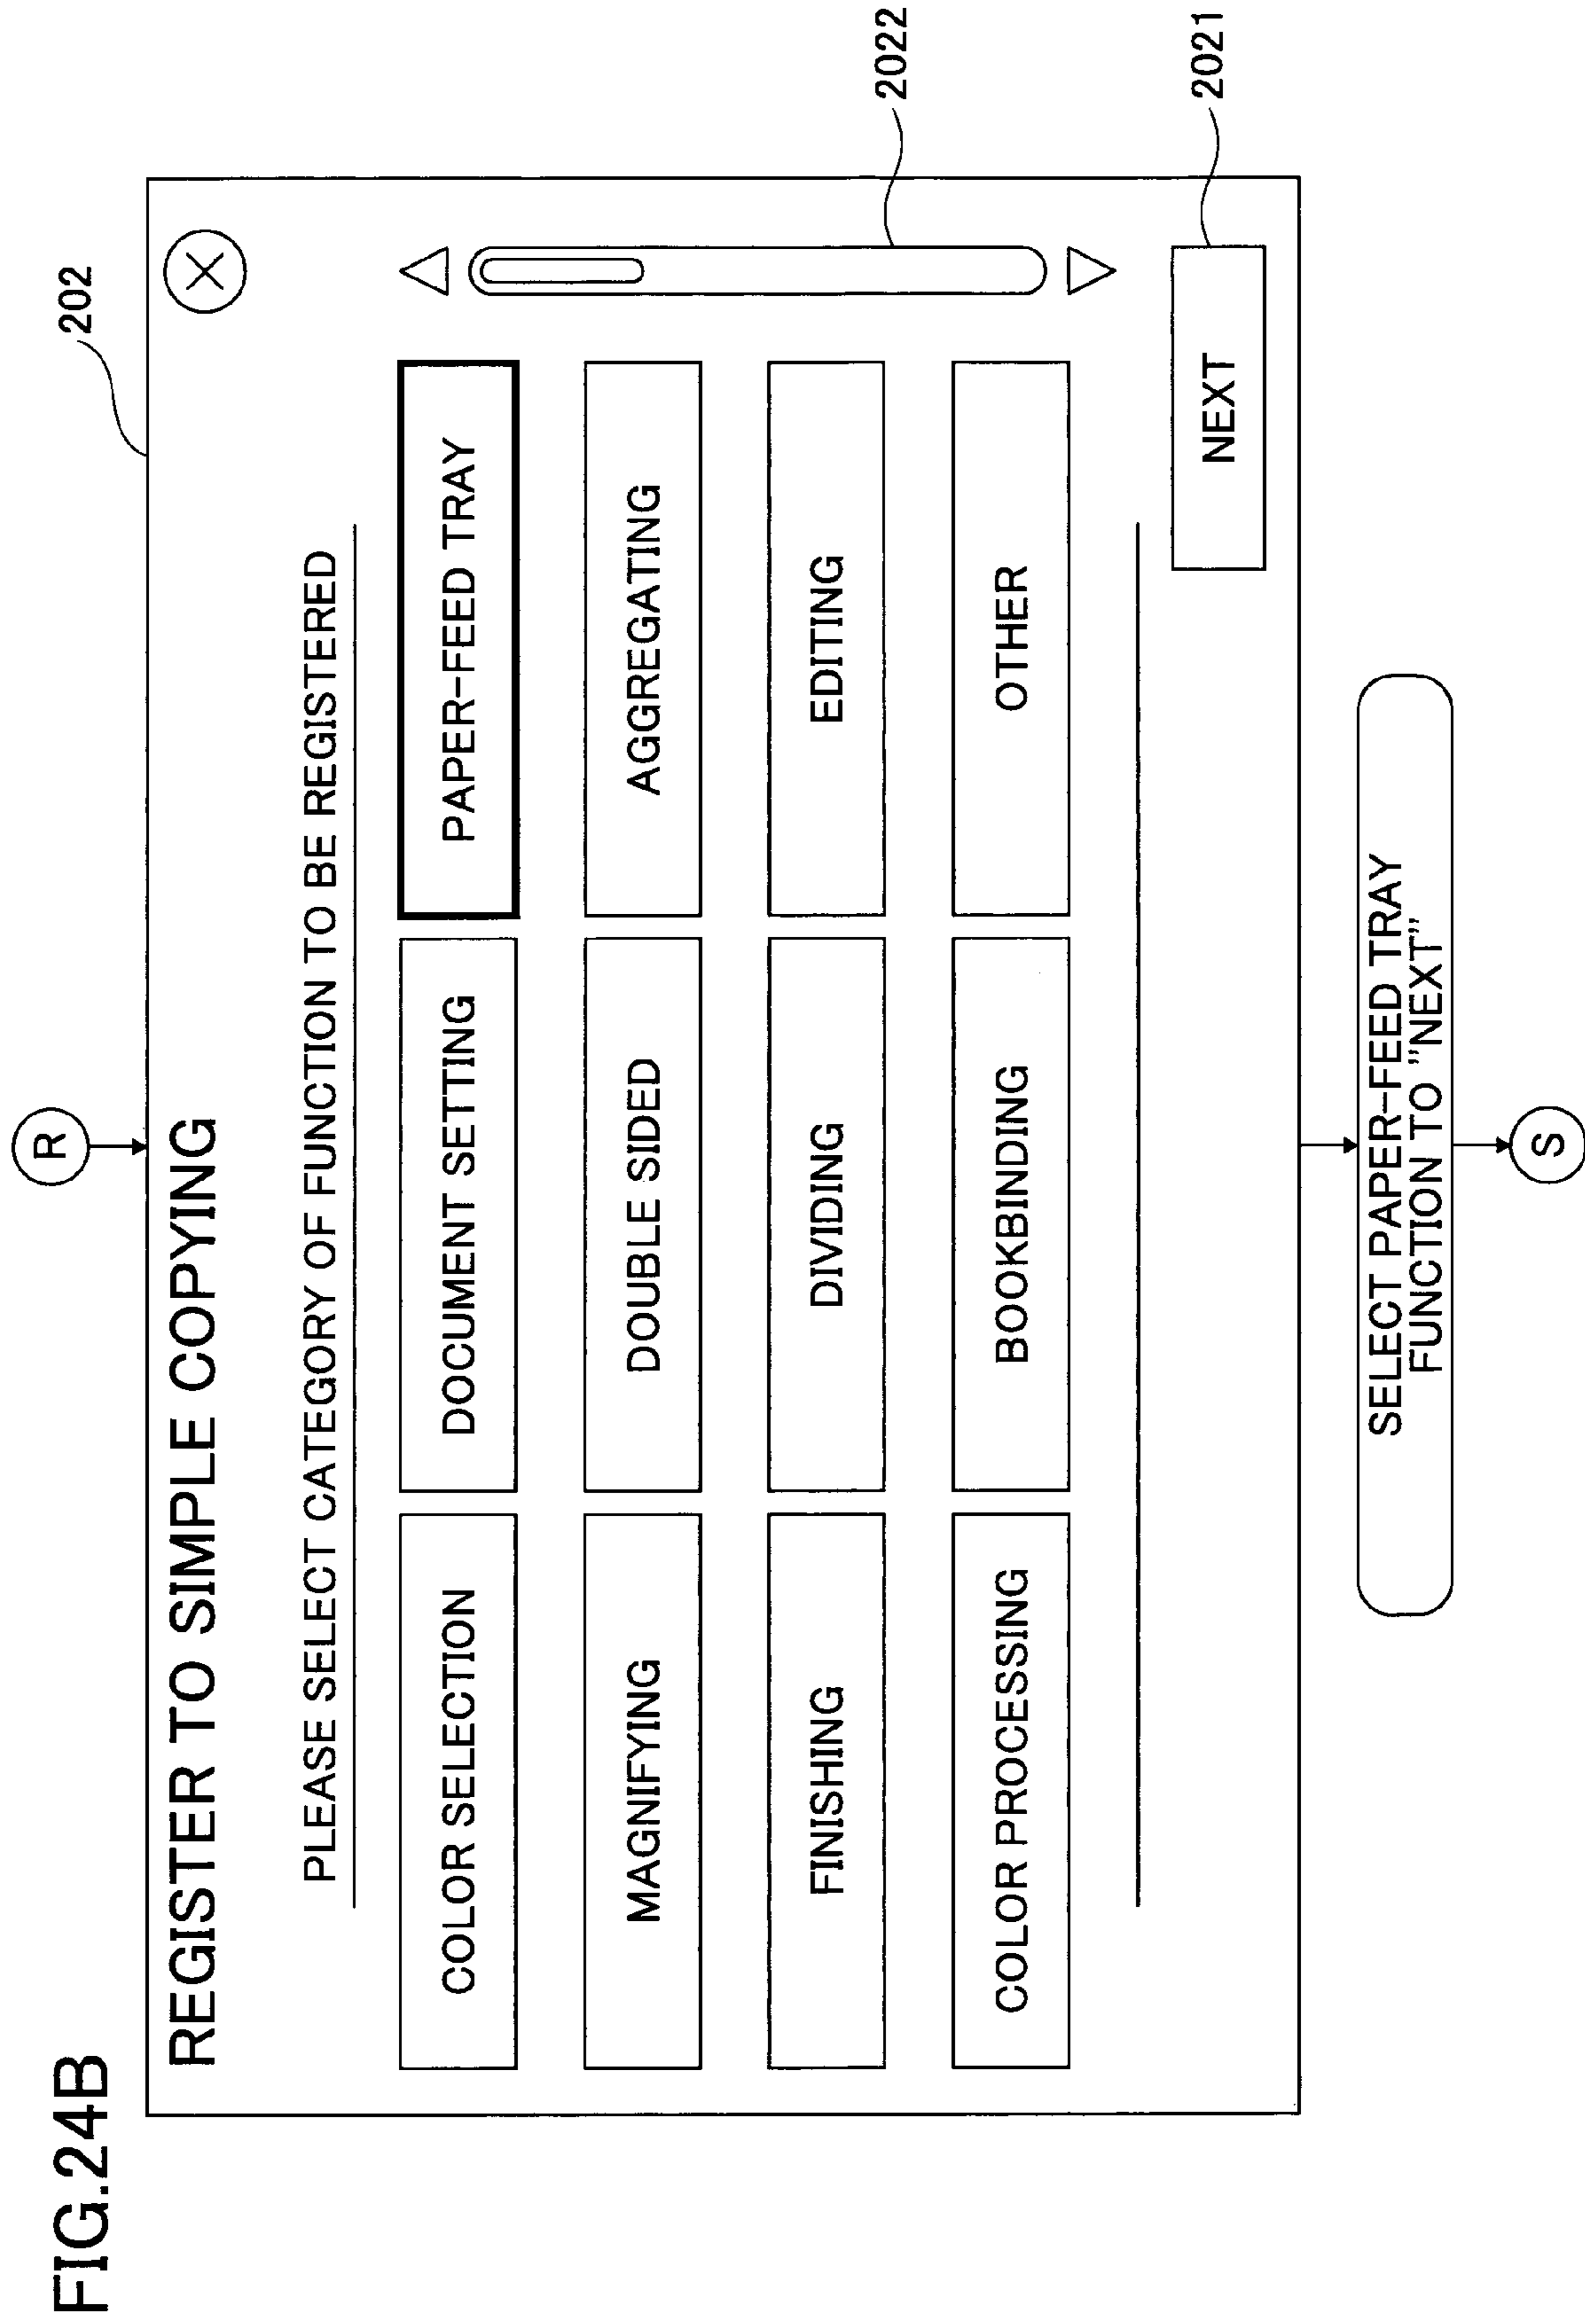 FIG.24B
R
202
REGISTER TO SIMPLE COPYING
PLEASE SELECT CATEGORY OF FUNCTION TO BE REGISTERED
COLOR SELECTION
DOCUMENT SETTING
PAPER-FEED TRAY
MAGNIFYING
DOUBLE SIDED
AGGREGATING
2022
FINISHING
DIVIDING
EDITING
COLOR PROCESSING
BOOKBINDING
OTHER
NEXT
2021
SELECT PAPER-FEED TRAY
FUNCTION TO "NEXT"
S